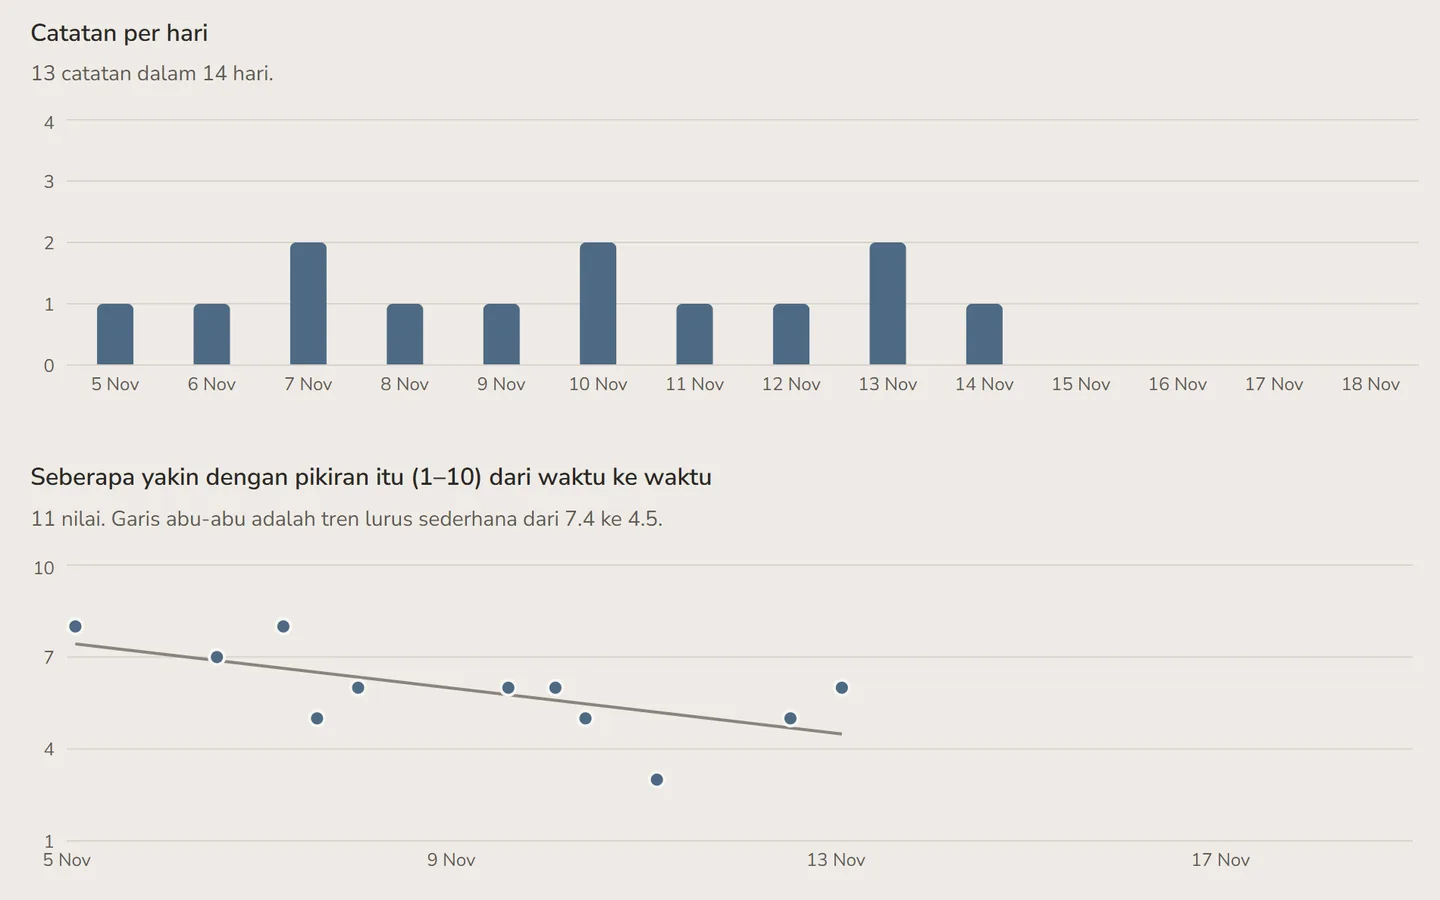 Catatan per hari
13 catatan dalam 14 hari.
4
3
2
1
0
5 Nov 6 Nov 7 Nov 8 Nov 9 Nov 10 Nov 11 Nov 12 Nov 13 Nov 14 Nov 15 Nov 16 Nov 17 Nov 18 Nov
Seberapa yakin dengan pikiran itu (1–10) dari waktu ke waktu
11 nilai. Garis abu-abu adalah tren lurus sederhana dari 7.4 ke 4.5.
10
7
4
1
5 Nov 9 Nov 13 Nov 17 Nov